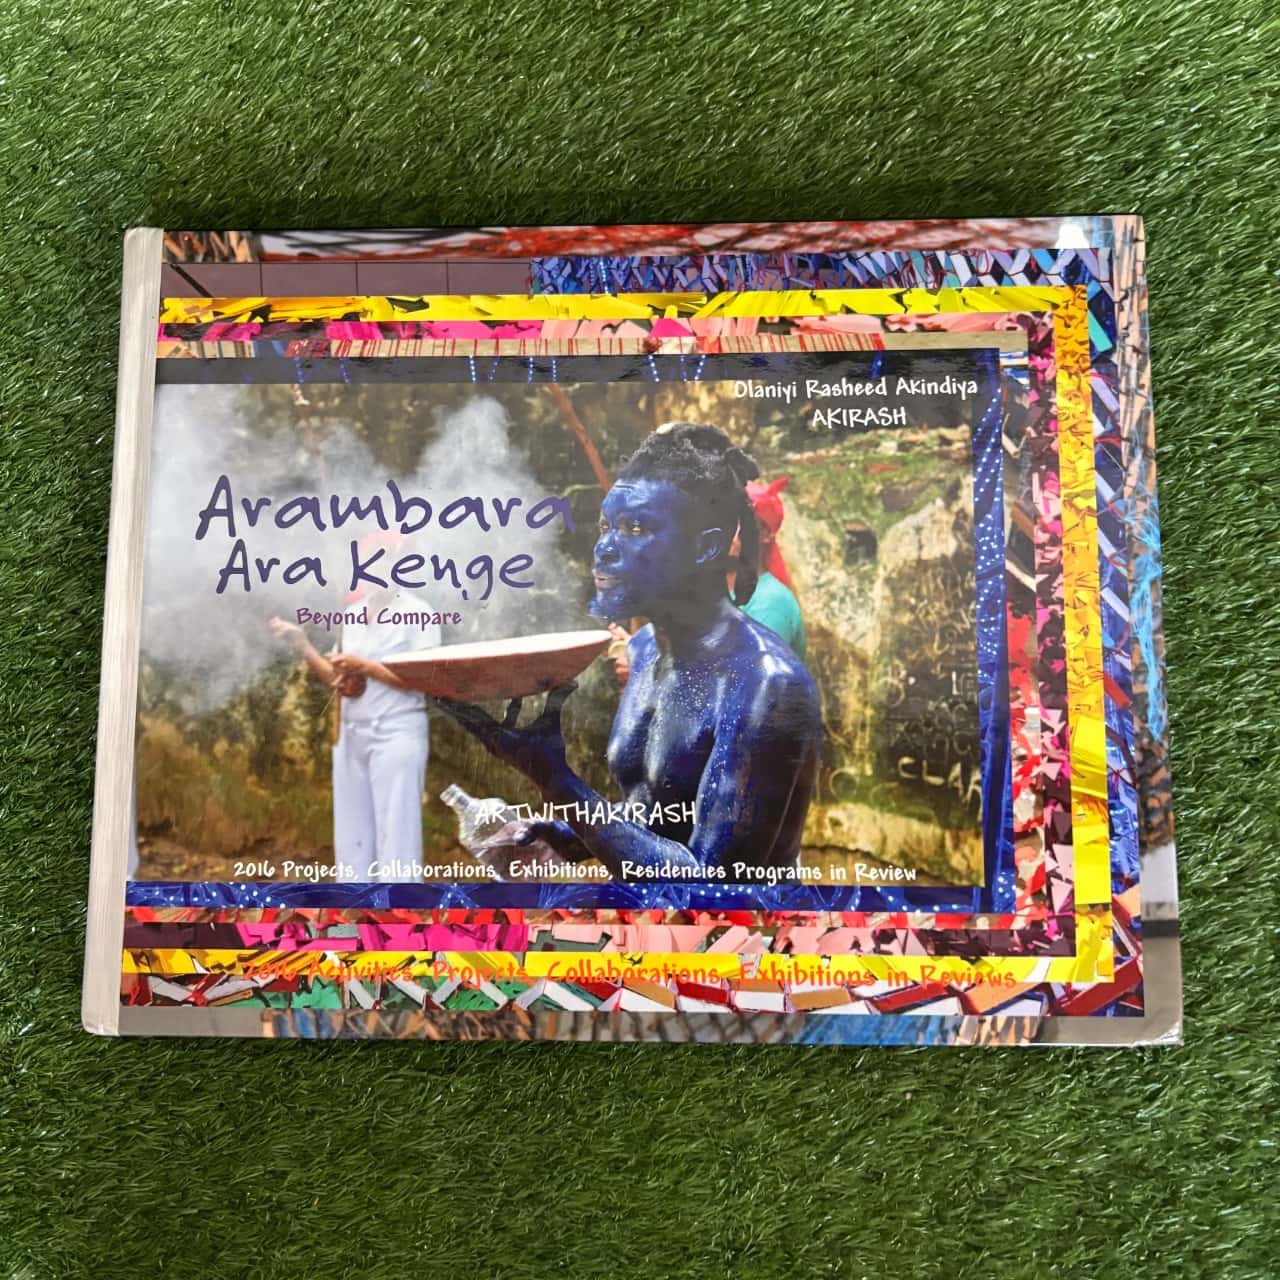 Olaniyi Rasheed Akindiya
AKIRASH
Arambara
Ara Kenge
Beyond Compare
ARTWITHAKIRASH
2016 Projects, Collaborations, Exhibitions, Residencies Programs in Review
2016 Activities, Projects, Collaborations, Exhibitions in Reviews